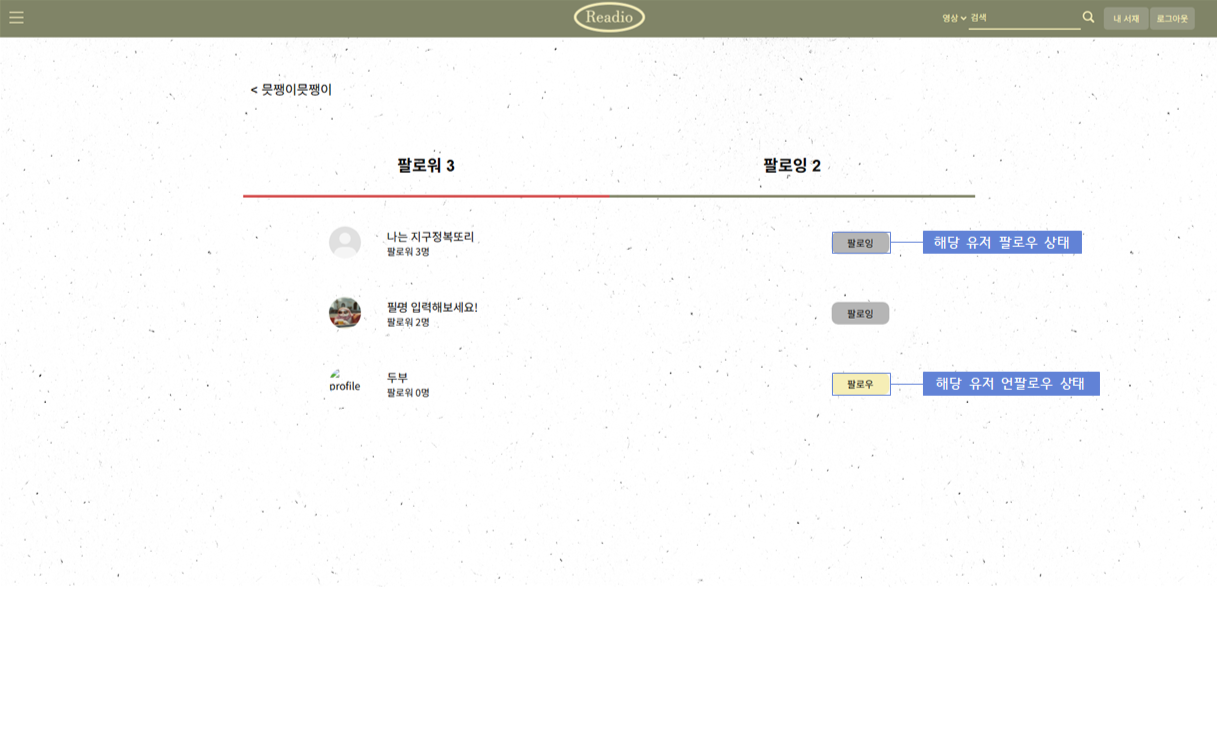 Readio
영상 검색
내 서재
로그아웃
< 믓쨍이믓쨍이
팔로워 3
팔로잉 2
나는 지구정복또리
팔로워 3명
팔로잉
해당 유저 팔로우 상태
필명 입력해보세요!
팔로워 2명
팔로잉
profile
두부
팔로워 0명
팔로우
해당 유저 언팔로우 상태